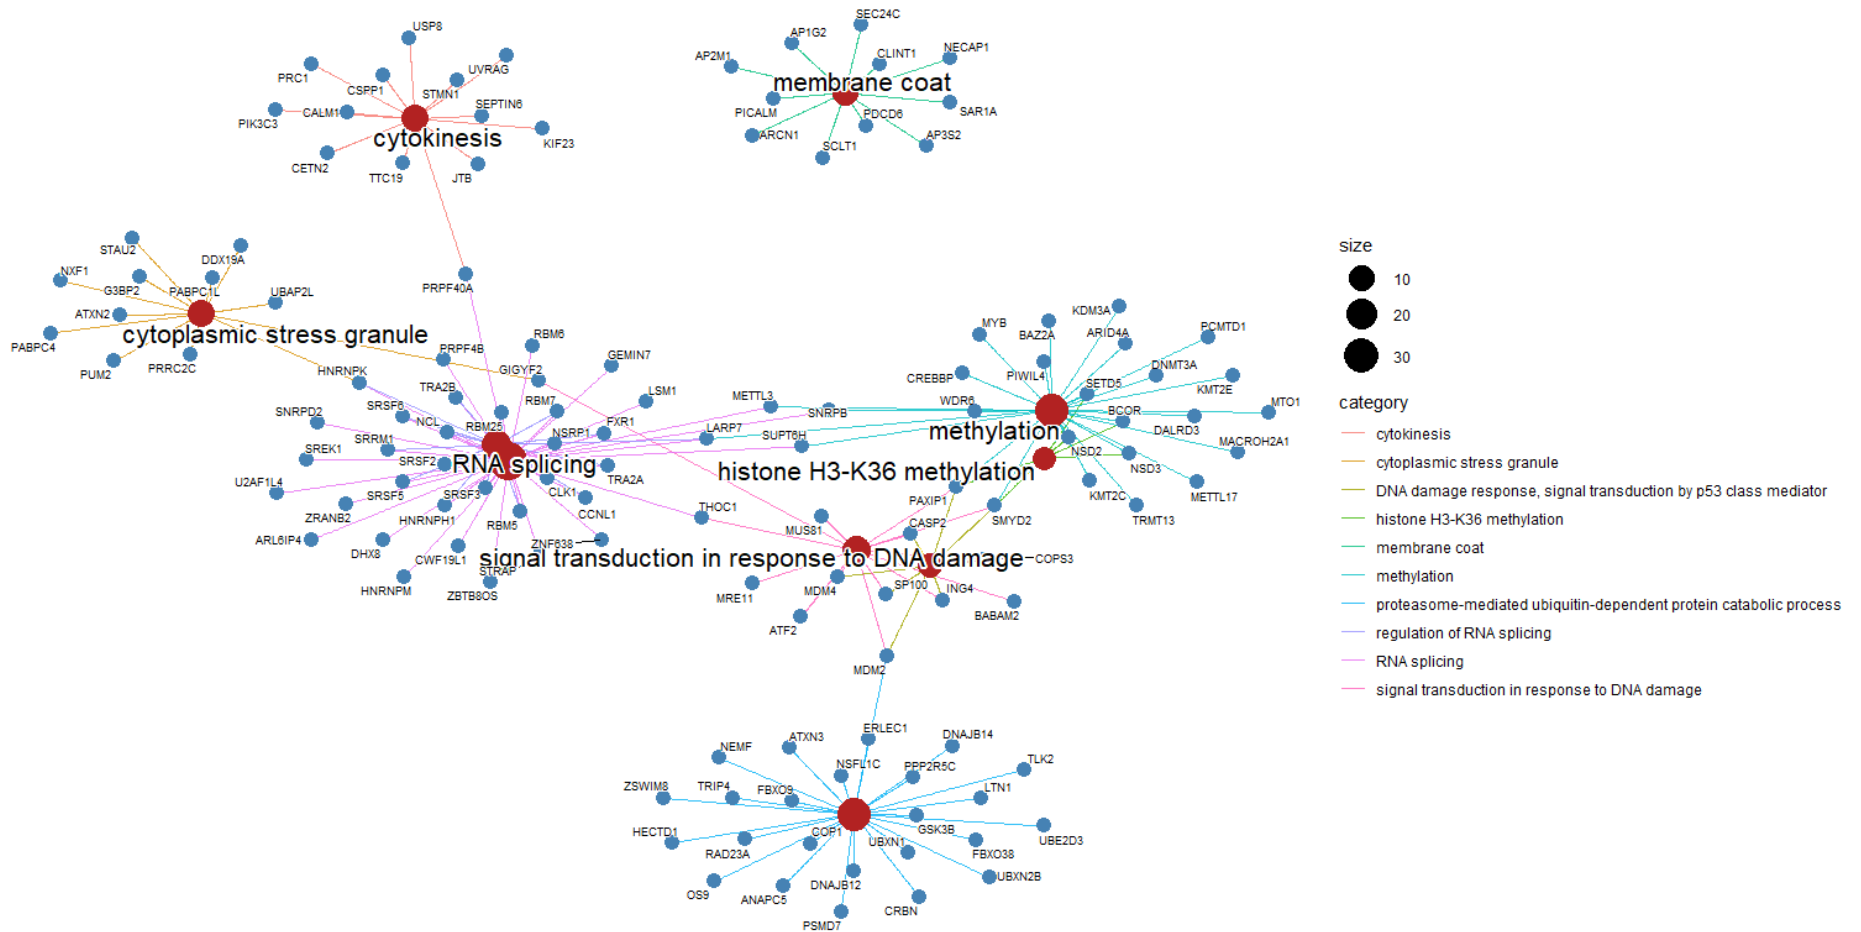 SEC24C
USP8
AP1G2
NECAP1
CLINT1
AP2M1
UVRAG
PRC1
membrane coat
CSPP1
STMN1
SEPTIN6
PICALM
PDCD6
SAR1A
CALM1
PIK3C3
ARCN1
AP3S2
cytokinesis
KIF23
SCLT1
CETN2
TTC19
JTB
STAU2
DDX19A
NXF1
G3BP2
PABPC1L
UBAP2L
PRPF40A
ATXN2
cytoplasmic stress granule
PABPC4
PUM2
PRRC2C
RBM6
PRPF4B
GEMIN7
HNRNPK
GIGYF2
TRA2B
LSM1
RBM7
SRSF6
SNRPD2
NCL
RBM25
FXR1
NSRP1
SRRM1
SREK1
SRSF2
RNA splicing
TRA2A
U2AF1L4
SRSF5
SRSF3
CLK1
CCNL1
ZRANB2
HNRNPH1
RBM5
ARL6IP4
DHX8
CWF19L1
ZNF638
STRAP
HNRNPM
ZBTB8OS
METTL3
SNRPB
LARP7
SUPT6H
THOC1
KDM3A
MYB
BAZ2A
ARID4A
PCMTD1
DNMT3A
CREBBP
PIWIL4
SETD5
KMT2E
WDR6
BCOR
MTO1
methylation
DALRD3
MACROH2A1
NSD2
NSD3
histone H3-K36 methylation
KMT2C
METTL17
PAXIP1
SMYD2
TRMT13
MUS81
CASP2
signal transduction in response to DNA damage
COPS3
MRE11
MDM4
SP100
ING4
BABAM2
ATF2
MDM2
ERLEC1
ATXN3
DNAJB14
NEMF
NSFL1C
PPP2R5C
TLK2
ZSWIM8
TRIP4
FBXO9
LTN1
HECTD1
COP1
GSK3B
UBE2D3
RAD23A
UBXN1
FBXO38
OS9
ANAPC5
DNAJB12
UBXN2B
CRBN
PSMD7
size
10
20
30
category
cytokinesis
cytoplasmic stress granule
DNA damage response, signal transduction by p53 class mediator
histone H3-K36 methylation
membrane coat
methylation
proteasome-mediated ubiquitin-dependent protein catabolic process
regulation of RNA splicing
RNA splicing
signal transduction in response to DNA damage